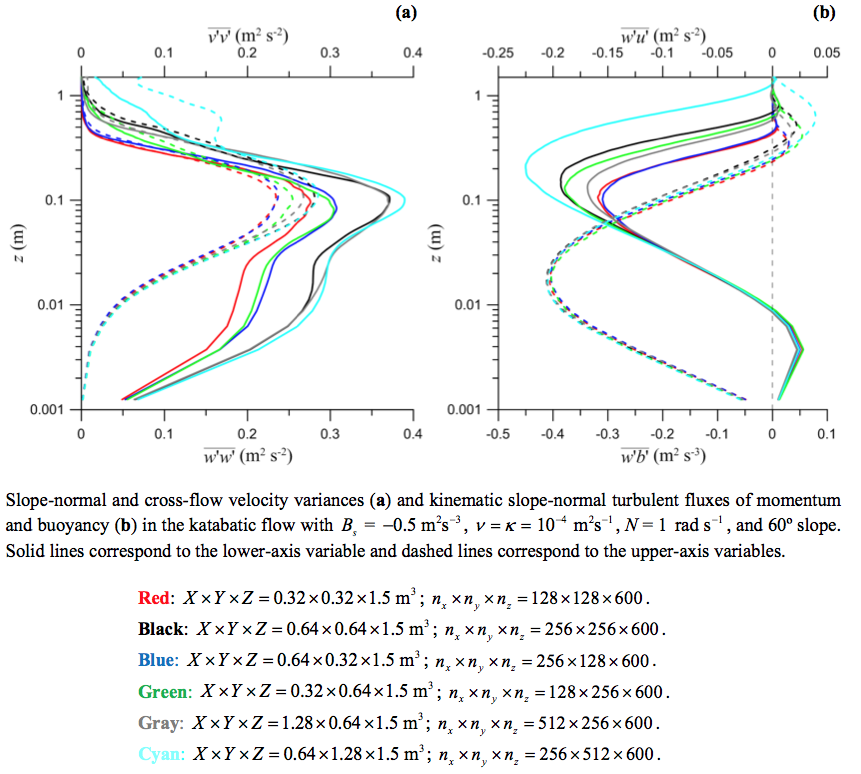 (a)
(b)
v'v' (m² s⁻²)
w'u' (m² s⁻²)
0 0.1 0.2 0.3 0.4
-0.25 -0.2 -0.15 -0.1 -0.05 0 0.05
1
0.1
0.01
0.001
z (m)
1
0.1
0.01
0.001
z (m)
0 0.1 0.2 0.3 0.4
-0.5 -0.4 -0.3 -0.2 -0.1 0 0.1
w'w' (m² s⁻²)
w'b' (m² s⁻³)
Slope-normal and cross-flow velocity variances (a) and kinematic slope-normal turbulent fluxes of momentum
and buoyancy (b) in the katabatic flow with Bₛ = −0.5 m²s⁻³, ν = κ = 10⁻⁴ m²s⁻¹, N = 1 rad s⁻¹, and 60º slope.
Solid lines correspond to the lower-axis variable and dashed lines correspond to the upper-axis variables.
Red: X×Y×Z = 0.32×0.32×1.5 m³; nₓ×n_y×n_z = 128×128×600.
Black: X×Y×Z = 0.64×0.64×1.5 m³; nₓ×n_y×n_z = 256×256×600.
Blue: X×Y×Z = 0.64×0.32×1.5 m³; nₓ×n_y×n_z = 256×128×600.
Green: X×Y×Z = 0.32×0.64×1.5 m³; nₓ×n_y×n_z = 128×256×600.
Gray: X×Y×Z = 1.28×0.64×1.5 m³; nₓ×n_y×n_z = 512×256×600.
Cyan: X×Y×Z = 0.64×1.28×1.5 m³; nₓ×n_y×n_z = 256×512×600.